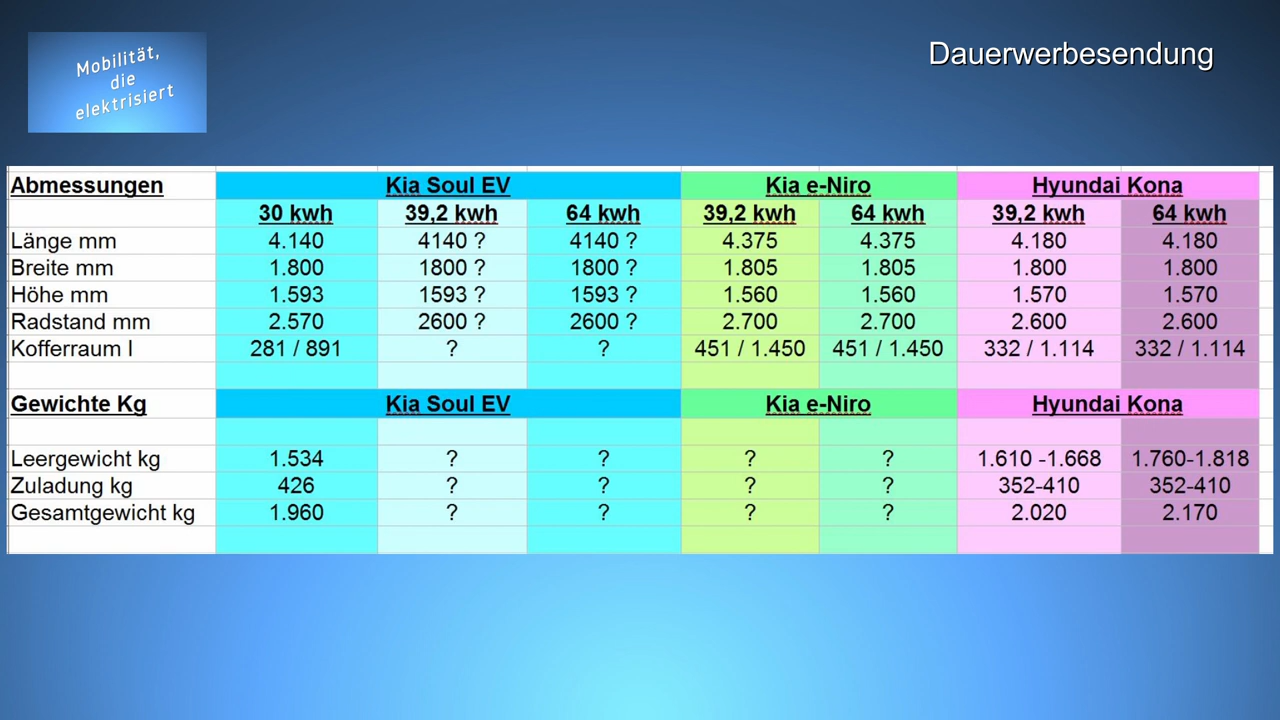 Mobilität,
die
elektrisiert
Dauerwerbesendung
Abmessungen Kia Soul EV Kia e-Niro Hyundai Kona
30 kwh 39,2 kwh 64 kwh 39,2 kwh 64 kwh 39,2 kwh 64 kwh
Länge mm 4.140 4140 ? 4140 ? 4.375 4.375 4.180 4.180
Breite mm 1.800 1800 ? 1800 ? 1.805 1.805 1.800 1.800
Höhe mm 1.593 1593 ? 1593 ? 1.560 1.560 1.570 1.570
Radstand mm 2.570 2600 ? 2600 ? 2.700 2.700 2.600 2.600
Kofferraum l 281 / 891 ? ? 451 / 1.450 451 / 1.450 332 / 1.114 332 / 1.114
Gewichte Kg Kia Soul EV Kia e-Niro Hyundai Kona
Leergewicht kg 1.534 ? ? ? ? 1.610 -1.668 1.760-1.818
Zuladung kg 426 ? ? ? ? 352-410 352-410
Gesamtgewicht kg 1.960 ? ? ? ? 2.020 2.170